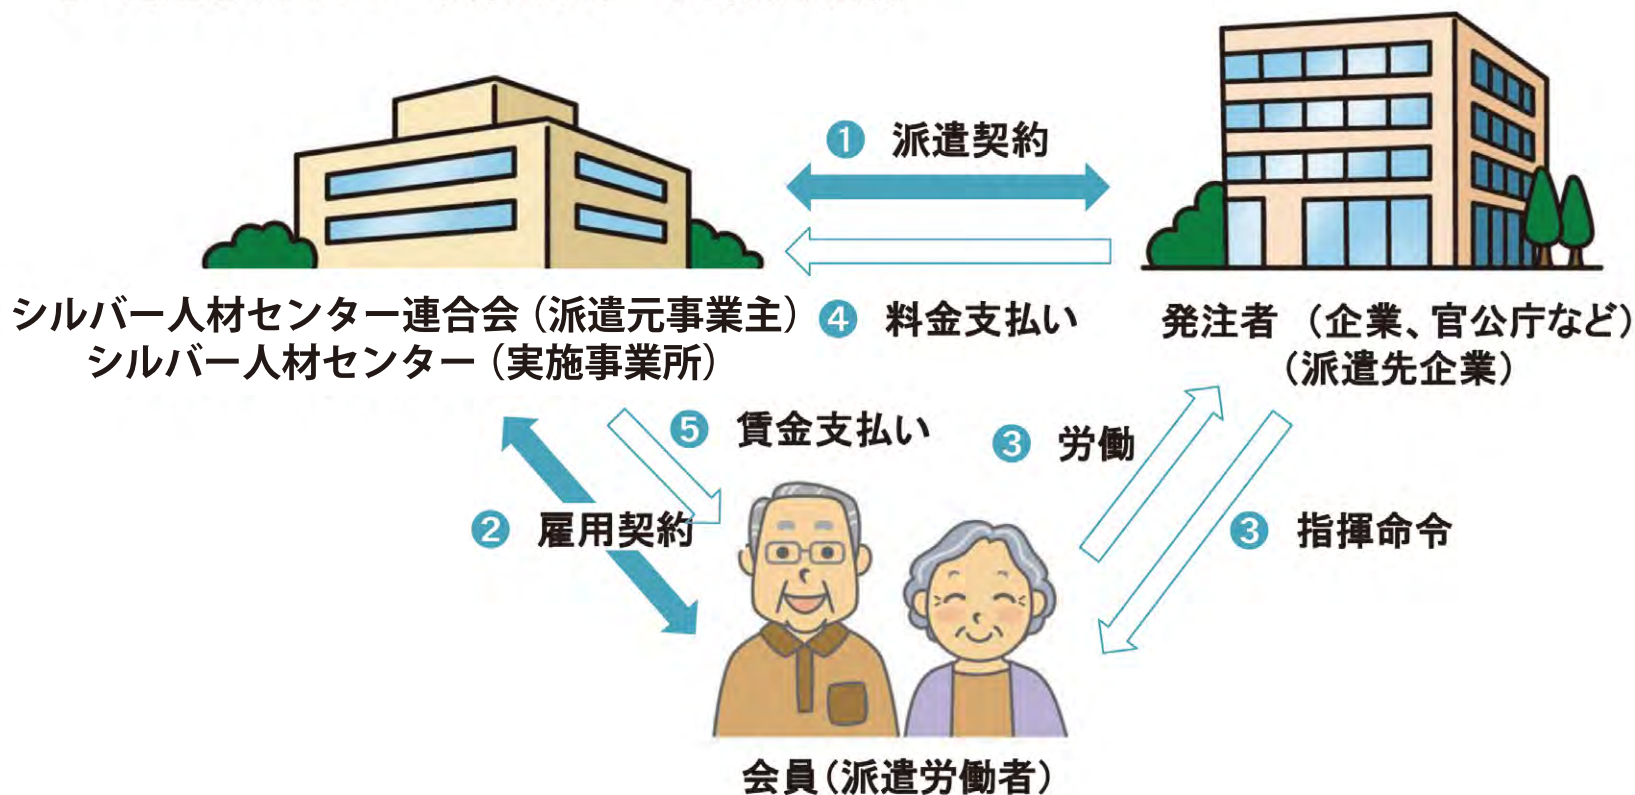 ❶ 派遣契約
シルバー人材センター連合会（派遣元事業主）
シルバー人材センター（実施事業所）
❹ 料金支払い
発注者 （企業、官公庁など）
（派遣先企業）
❺ 賃金支払い
❸ 労働
❷ 雇用契約
❸ 指揮命令
会員（派遣労働者）